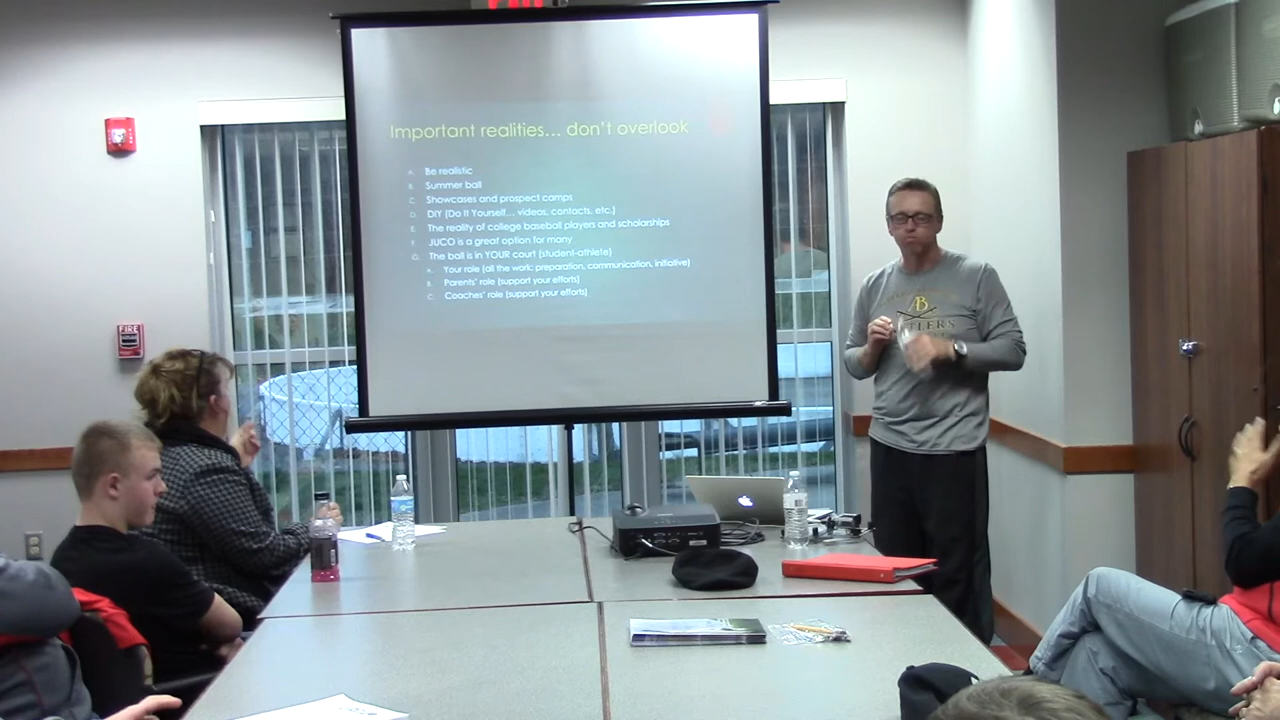 Important realities... don't overlook
A. Be realistic
B. Summer ball
C. Showcases and prospect camps
D. DIY (Do It Yourself... videos, contacts, etc.)
E. The reality of college baseball players and scholarships
F. JUCO is a great option for many
G. The ball is in YOUR court (student-athlete)
A. Your role (all the work: preparation, communication, initiative)
B. Parents' role (support your efforts)
C. Coaches' role (support your efforts)
AB
FIRE